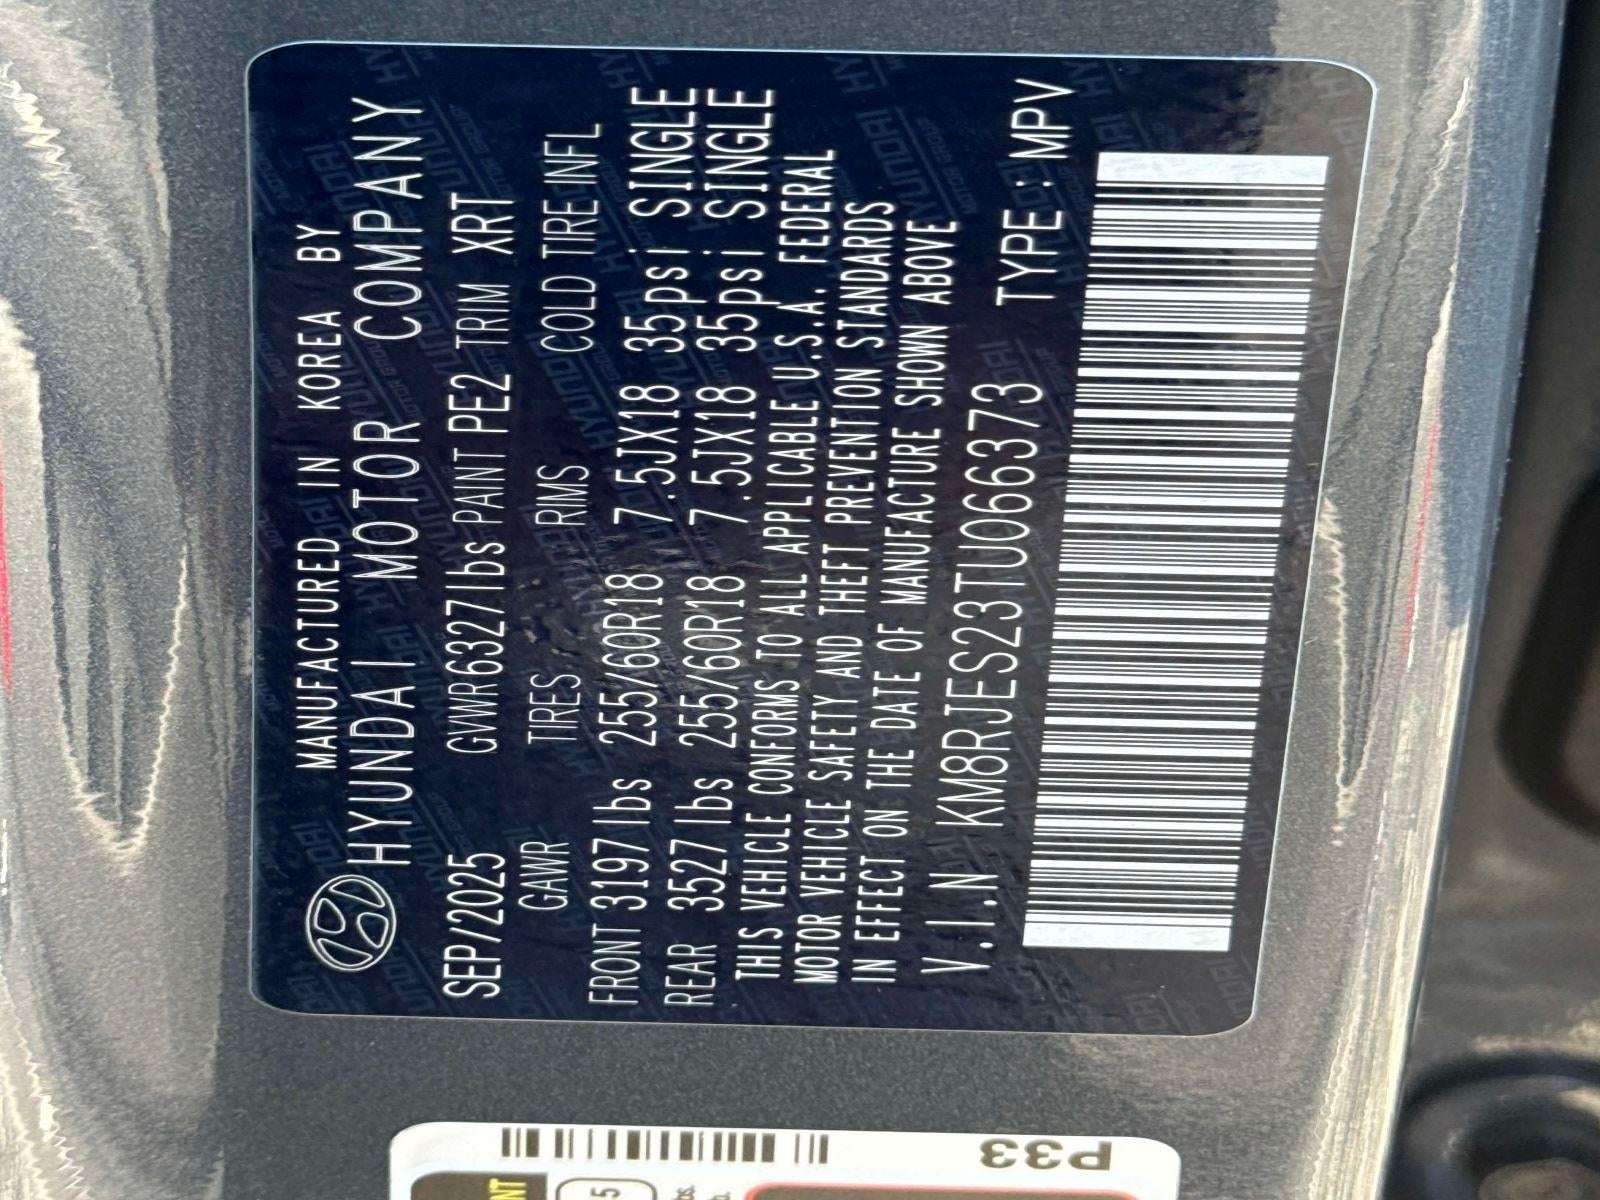 MANUFACTURED IN KOREA BY
HYUNDAI MOTOR COMPANY
SEP/2025 GVWR 6327lbs PAINT PE2 TRIM XRT
GAWR TIRES RIMS COLD TIRE INFL
FRONT 3197lbs 255/60R18 7.5JX18 35psi SINGLE
REAR 3527lbs 255/60R18 7.5JX18 35psi SINGLE
THIS VEHICLE CONFORMS TO ALL APPLICABLE U.S.A. FEDERAL
MOTOR VEHICLE SAFETY AND THEFT PREVENTION STANDARDS
IN EFFECT ON THE DATE OF MANUFACTURE SHOWN ABOVE
V.I.N KM8RJES23TU066373 TYPE:MPV
P33